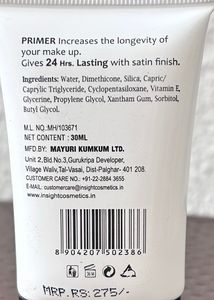 PRIMER Increases the longevity of
your make up.
Gives 24 Hrs. Lasting with satin finish.
Ingredients: Water, Dimethicone, Silica, Capric/
Caprylic Triglyceride, Cyclopentasiloxane, Vitamin E,
Glycerine, Propylene Glycol, Xantham Gum, Sorbitol,
Butyl Glycol.
M.L. NO.:MH/103671
CONTENT : 30ML
MFD.BY: MAYURI KUMKUM LTD.
Unit 2,Bld.No.3,Gurukripa Developer,
Village Waliv,Tal-Vasai, Dist-Palghar- 401 208.
CUSTOMER CARE NO.: +91-22-2884 3655
E-MAIL: customercare@insightcosmetics.in
www.insightcosmetics.in
8 904207 502386
MRP.RS:275/-